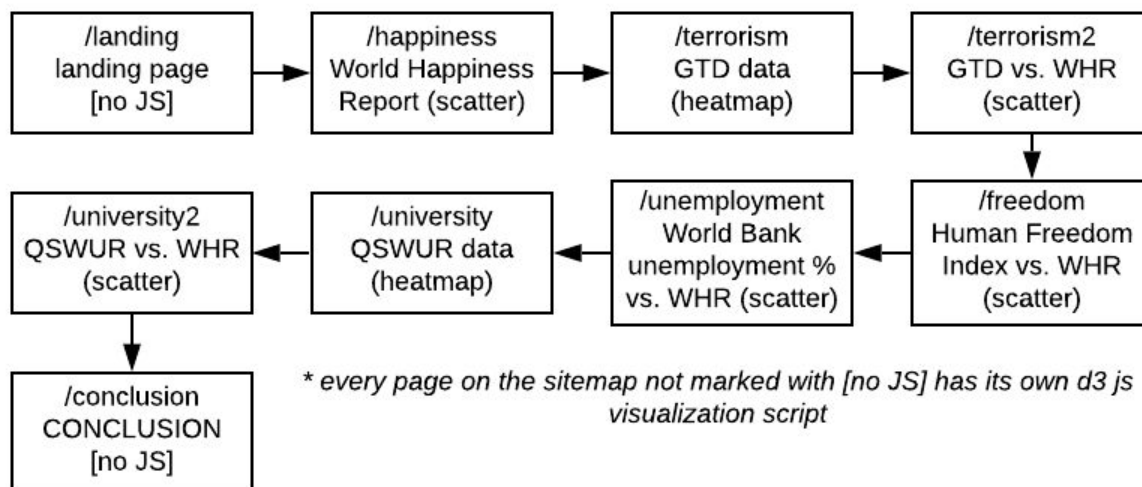 /landing
landing page
[no JS]
/happiness
World Happiness
Report (scatter)
/terrorism
GTD data
(heatmap)
/terrorism2
GTD vs. WHR
(scatter)
/freedom
Human Freedom
Index vs. WHR
(scatter)
/unemployment
World Bank
unemployment %
vs. WHR (scatter)
/university
QSWUR data
(heatmap)
/university2
QSWUR vs. WHR
(scatter)
/conclusion
CONCLUSION
[no JS]
* every page on the sitemap not marked with [no JS] has its own d3 js
visualization script